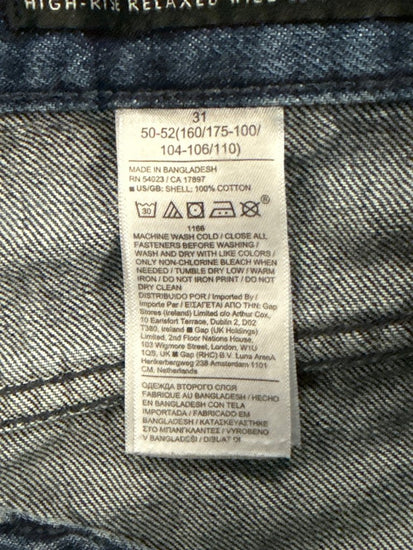 HIGH-RISE RELAXED
31
50-52(160/175-100/
104-106/110)
MADE IN BANGLADESH
RN 54023 / CA 17897
■ US/GB: SHELL: 100% COTTON
30
®
1166
MACHINE WASH COLD / CLOSE ALL
FASTENERS BEFORE WASHING /
WASH AND DRY WITH LIKE COLORS /
ONLY NON-CHLORINE BLEACH WHEN
NEEDED / TUMBLE DRY LOW / WARM
IRON / DO NOT IRON PRINT / DO NOT
DRY CLEAN
DISTRIBUTED POR / Imported By /
Importe Par / ΕΙΣΑΓΕΤΑΙ ΑΠΟ ΤΗΝ: Gap
Stores (Ireland) Limited c/o Arthur Cox,
10 Earlsfort Terrace, Dublin 2, D02
T380, Ireland ■ Gap (UK Holdings)
Limited, 2nd Floor Nations House,
103 Wigmore Street, London, W1U
1QS, UK ■ Gap (RHC) B.V. Luna ArenA
Herikerbergweg 238 Amsterdam 1101
CM, Netherlands
ОДЕЖДА ВТОРОГО СЛОЯ
FABRIQUE AU BANGLADESH / HECHO
EN BANGLADESH CON TELA
IMPORTADA / FABRICADO EM
BANGLADESH / ΚΑΤΑΣΚΕΥΑΣΤΗΚΕ
ΣΤΟ ΜΠΑΝΓΚΛΑΝΤΕΣ / VYROBENO
V BANGLADÉŠI /